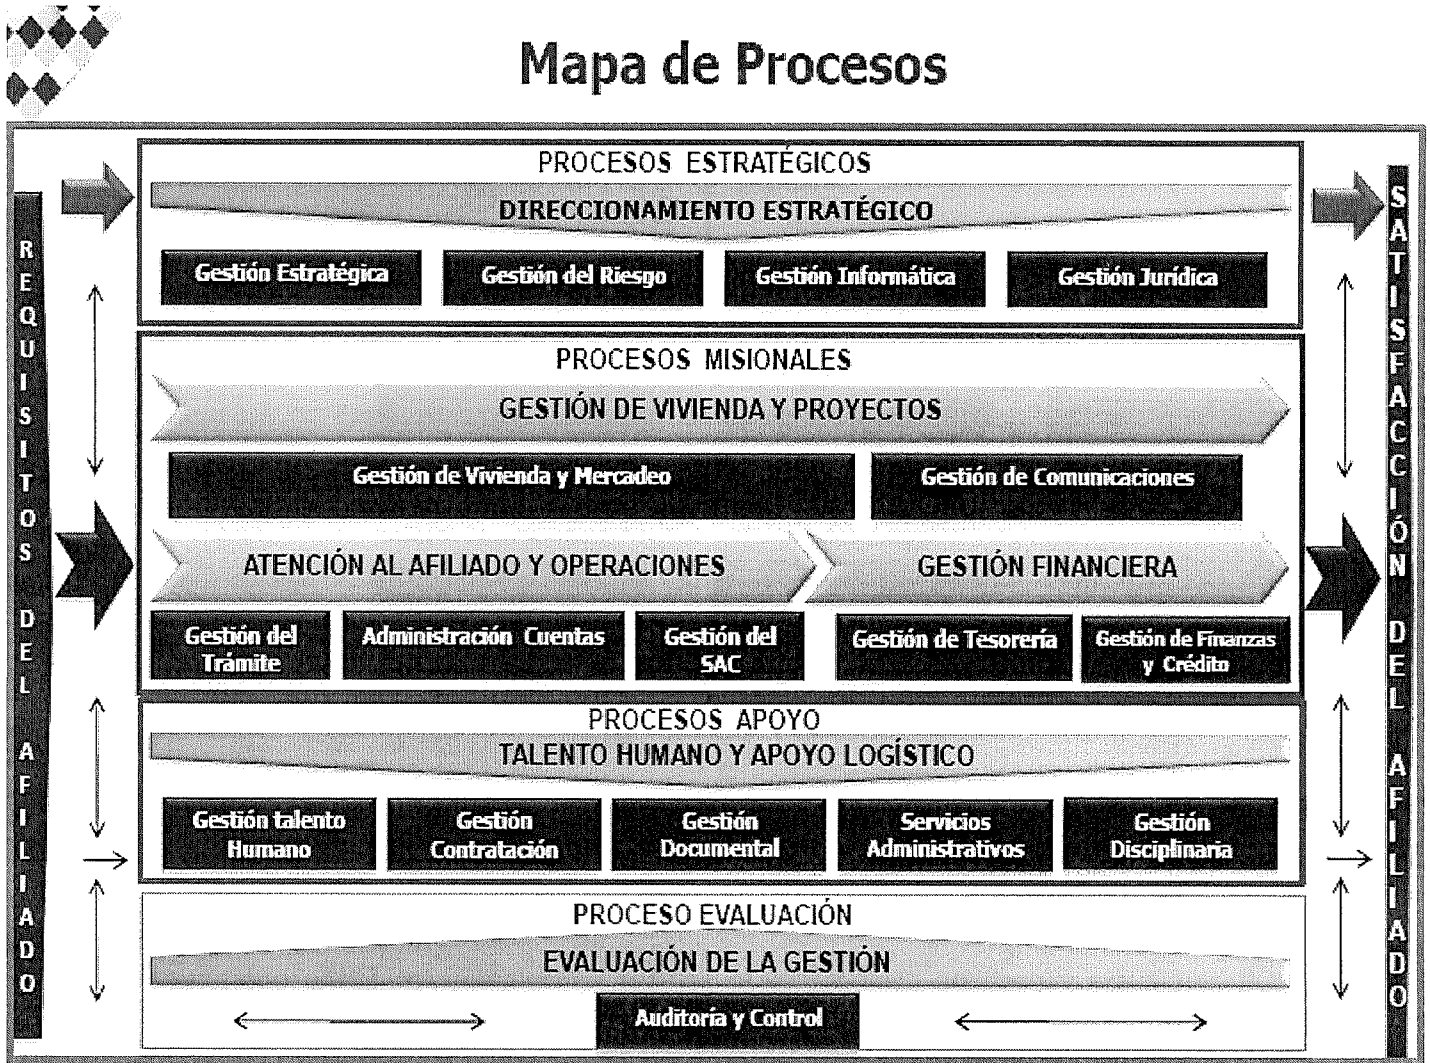 Mapa de Procesos
REQUISITOS DEL AFILIADO
PROCESOS ESTRATÉGICOS
DIRECCIONAMIENTO ESTRATÉGICO
Gestión Estratégica
Gestión del Riesgo
Gestión Informática
Gestión Jurídica
PROCESOS MISIONALES
GESTIÓN DE VIVIENDA Y PROYECTOS
Gestión de Vivienda y Mercadeo
Gestión de Comunicaciones
ATENCIÓN AL AFILIADO Y OPERACIONES
GESTIÓN FINANCIERA
Gestión del
Trámite
Administración Cuentas
Gestión del
SAC
Gestión de Tesorería
Gestión de Finanzas
y Crédito
PROCESOS APOYO
TALENTO HUMANO Y APOYO LOGÍSTICO
Gestión talento
Humano
Gestión
Contratación
Gestión
Documental
Servicios
Administrativos
Gestión
Disciplinaria
PROCESO EVALUACIÓN
EVALUACIÓN DE LA GESTIÓN
Auditoría y Control
SATISFACCIÓN DEL AFILIADO